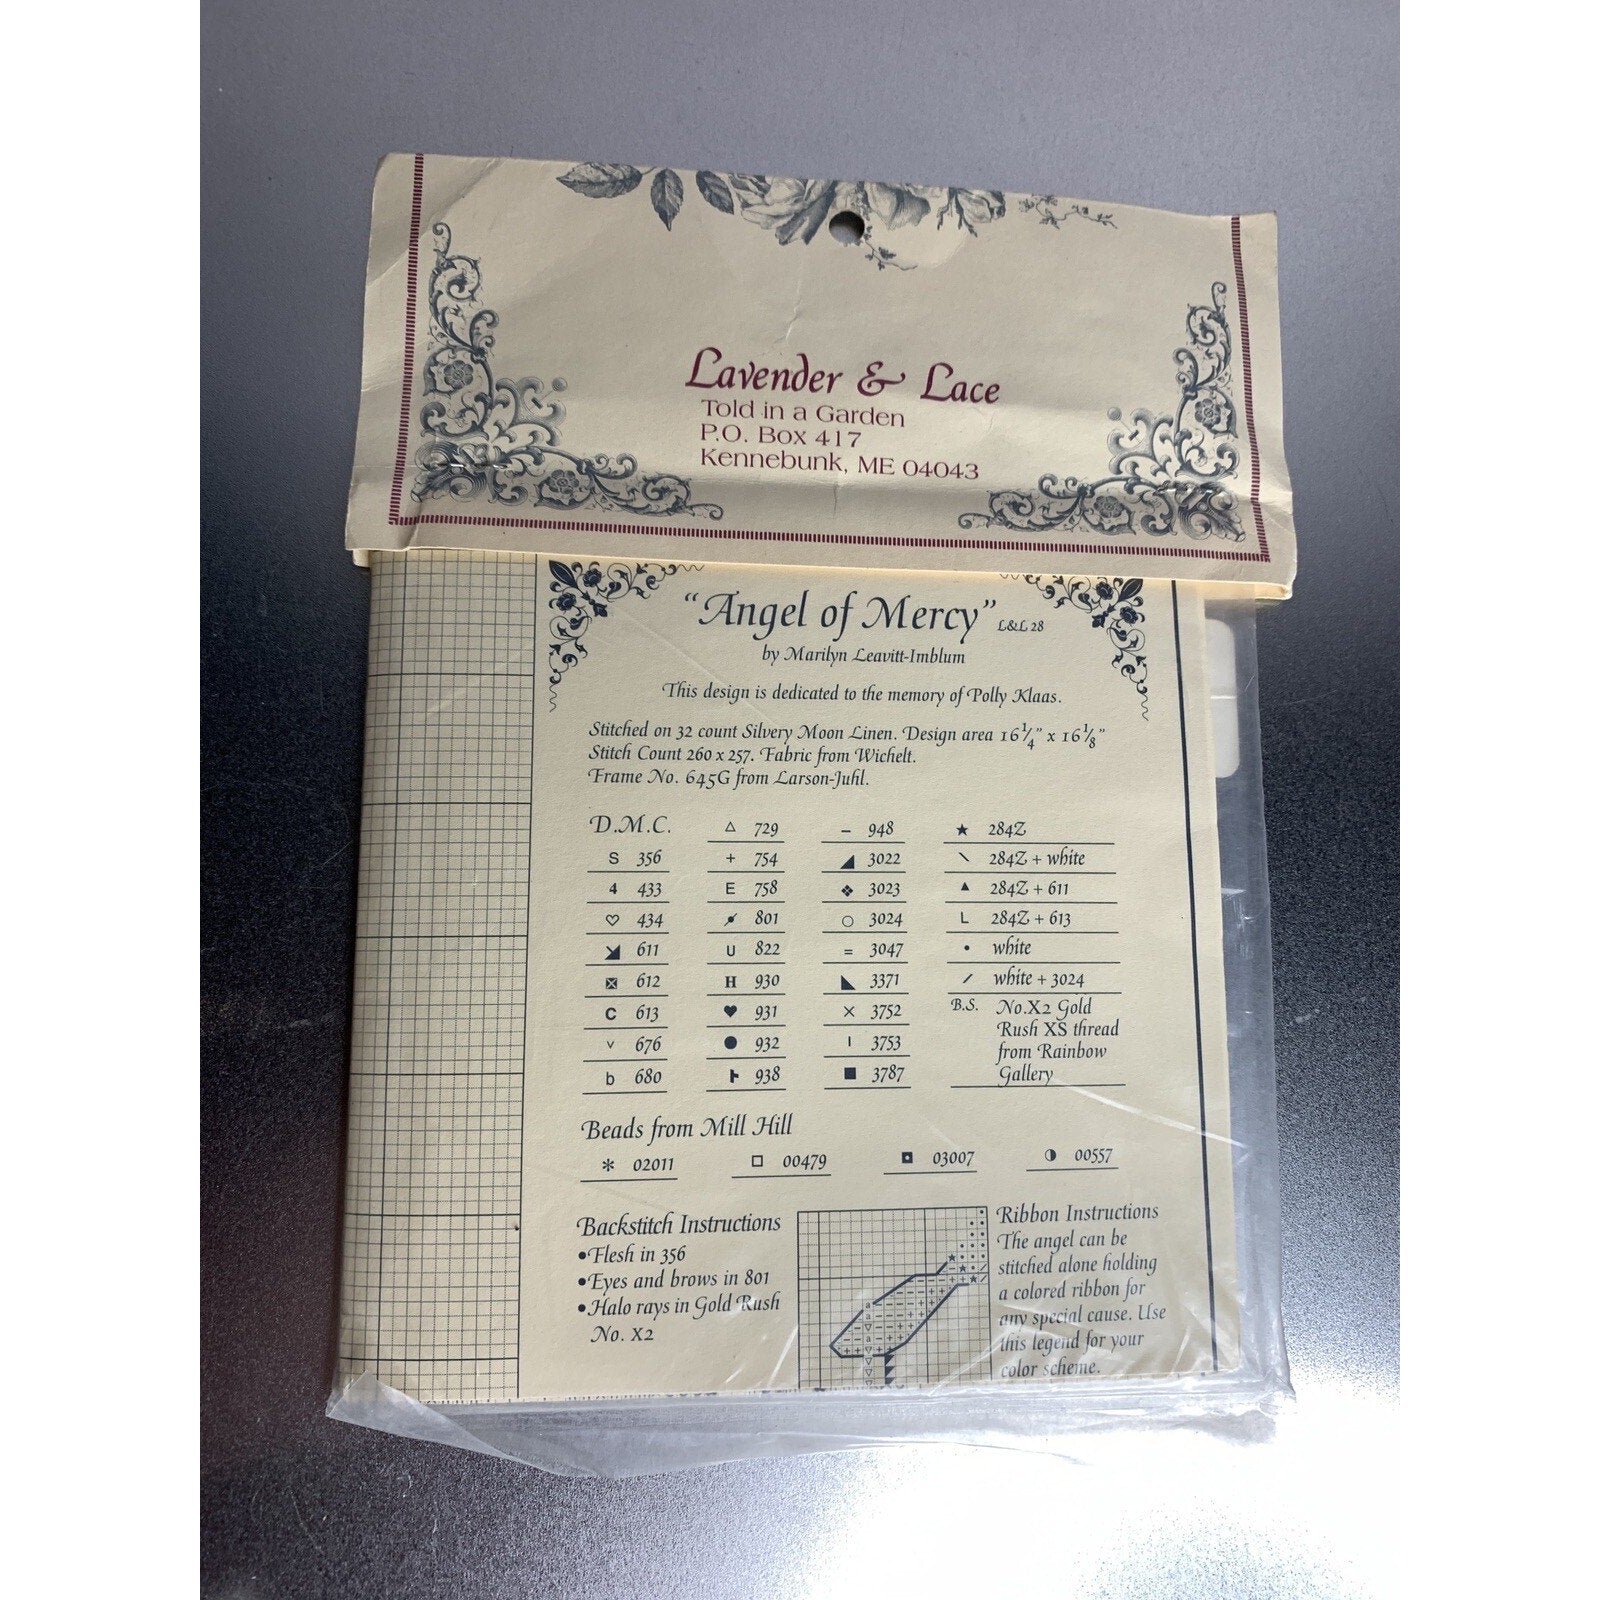 Lavender & Lace
Told in a Garden
P.O. Box 417
Kennebunk, ME 04043
"Angel of Mercy" L&L 28
by Marilyn Leavitt-Imblum
This design is dedicated to the memory of Polly Klaas.
Stitched on 32 count Silvery Moon Linen. Design area 16¼" x 16⅛"
Stitch Count 260 x 257. Fabric from Wichelt.
Frame No. 645G from Larson-Juhl.
D.M.C.
S 356
4 433
♡ 434
◥ 611
⊠ 612
C 613
v 676
b 680
△ 729
+ 754
E 758
801
U 822
H 930
♥ 931
● 932
┣ 938
− 948
◢ 3022
❖ 3023
○ 3024
= 3047
◣ 3371
× 3752
I 3753
■ 3787
★ 284Z
\ 284Z + white
▲ 284Z + 611
L 284Z + 613
• white
/ white + 3024
B.S. No.X2 Gold
Rush XS thread
from Rainbow
Gallery
Beads from Mill Hill
* 02011 □ 00479 ◘ 03007 ◑ 00557
Backstitch Instructions
•Flesh in 356
•Eyes and brows in 801
•Halo rays in Gold Rush
No. X2
Ribbon Instructions
The angel can be
stitched alone holding
a colored ribbon for
any special cause. Use
this legend for your
color scheme.